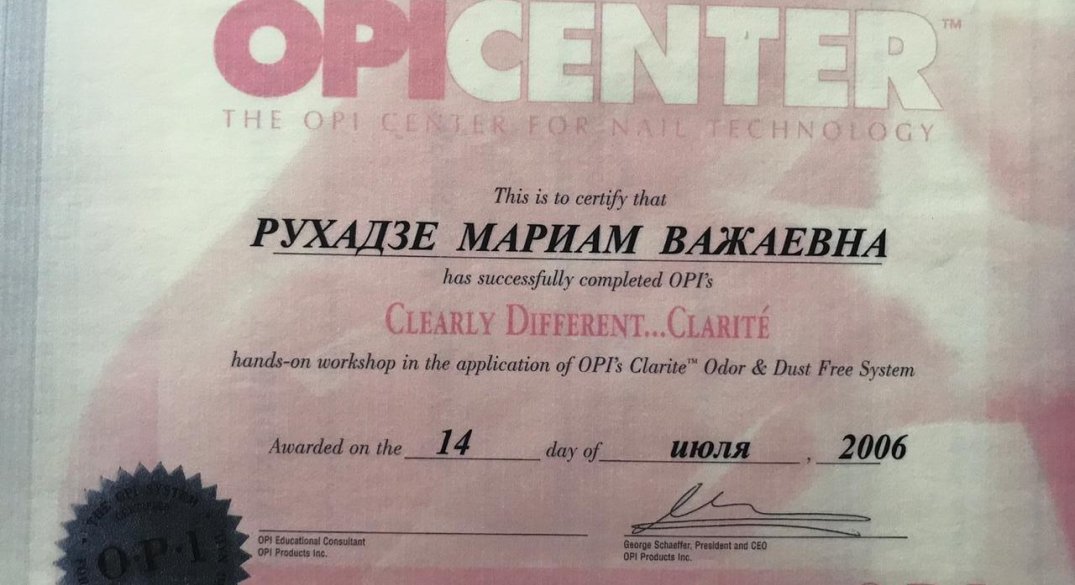 OPICENTER™
THE OPI CENTER FOR NAIL TECHNOLOGY
This is to certify that
РУХАДЗЕ МАРИАМ ВАЖАЕВНА
has successfully completed OPI's
CLEARLY DIFFERENT...CLARITÉ
hands-on workshop in the application of OPI's Clarite™ Odor & Dust Free System
Awarded on the 14 day of июля, 2006
OPI Educational Consultant
OPI Products Inc.
George Schaeffer, President and CEO
OPI Products Inc.
THE OPI SYSTEM
O·P·I